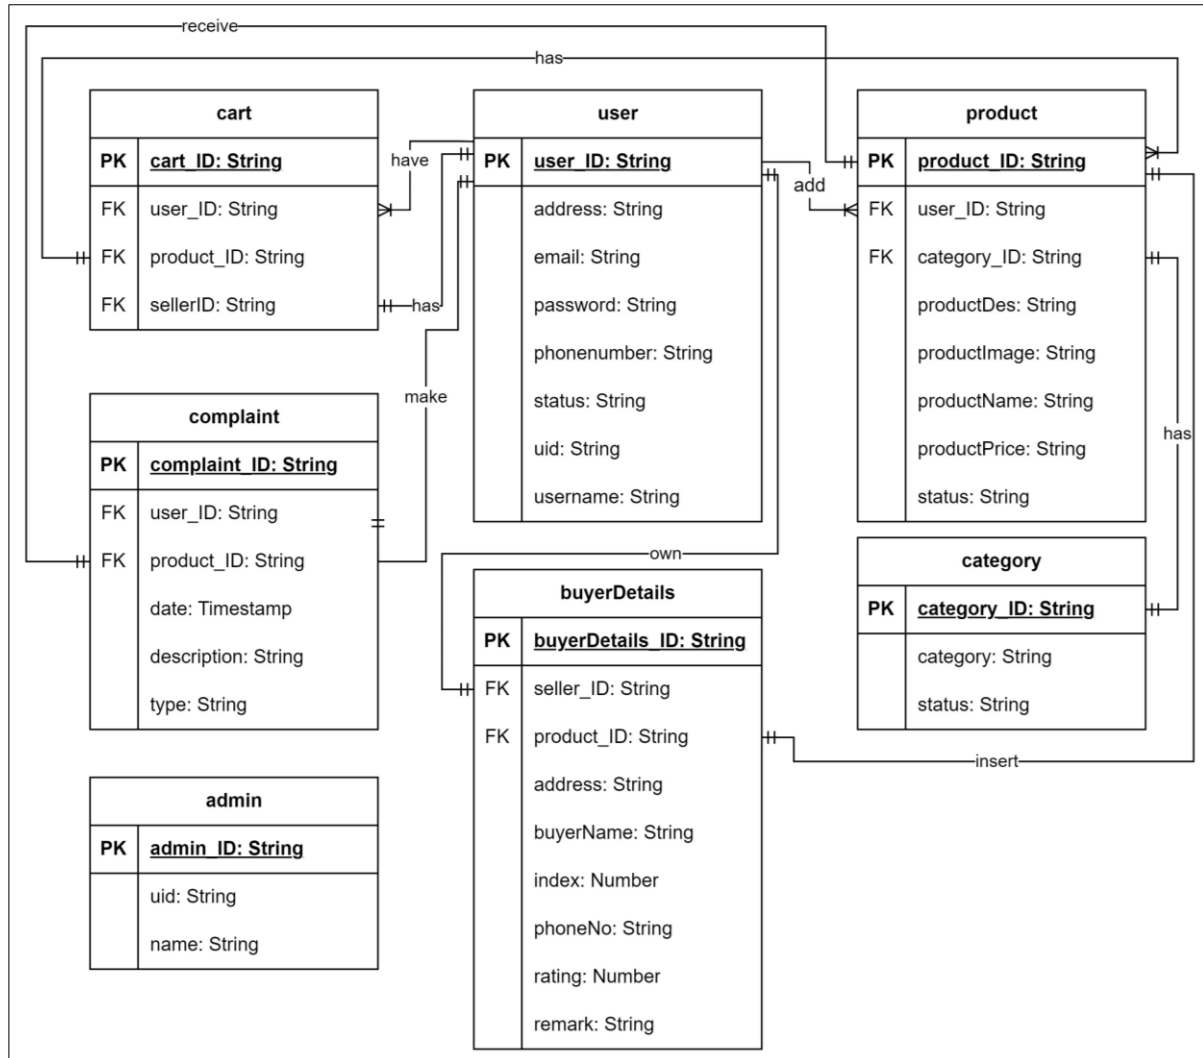 receive
has
cart
PK cart_ID: String
FK user_ID: String
FK product_ID: String
FK sellerID: String
have
has
make
user
PK user_ID: String
address: String
email: String
password: String
phonenumber: String
status: String
uid: String
username: String
add
product
PK product_ID: String
FK user_ID: String
FK category_ID: String
productDes: String
productImage: String
productName: String
productPrice: String
status: String
has
complaint
PK complaint_ID: String
FK user_ID: String
FK product_ID: String
date: Timestamp
description: String
type: String
own
buyerDetails
PK buyerDetails_ID: String
FK seller_ID: String
FK product_ID: String
address: String
buyerName: String
index: Number
phoneNo: String
rating: Number
remark: String
category
PK category_ID: String
category: String
status: String
insert
admin
PK admin_ID: String
uid: String
name: String